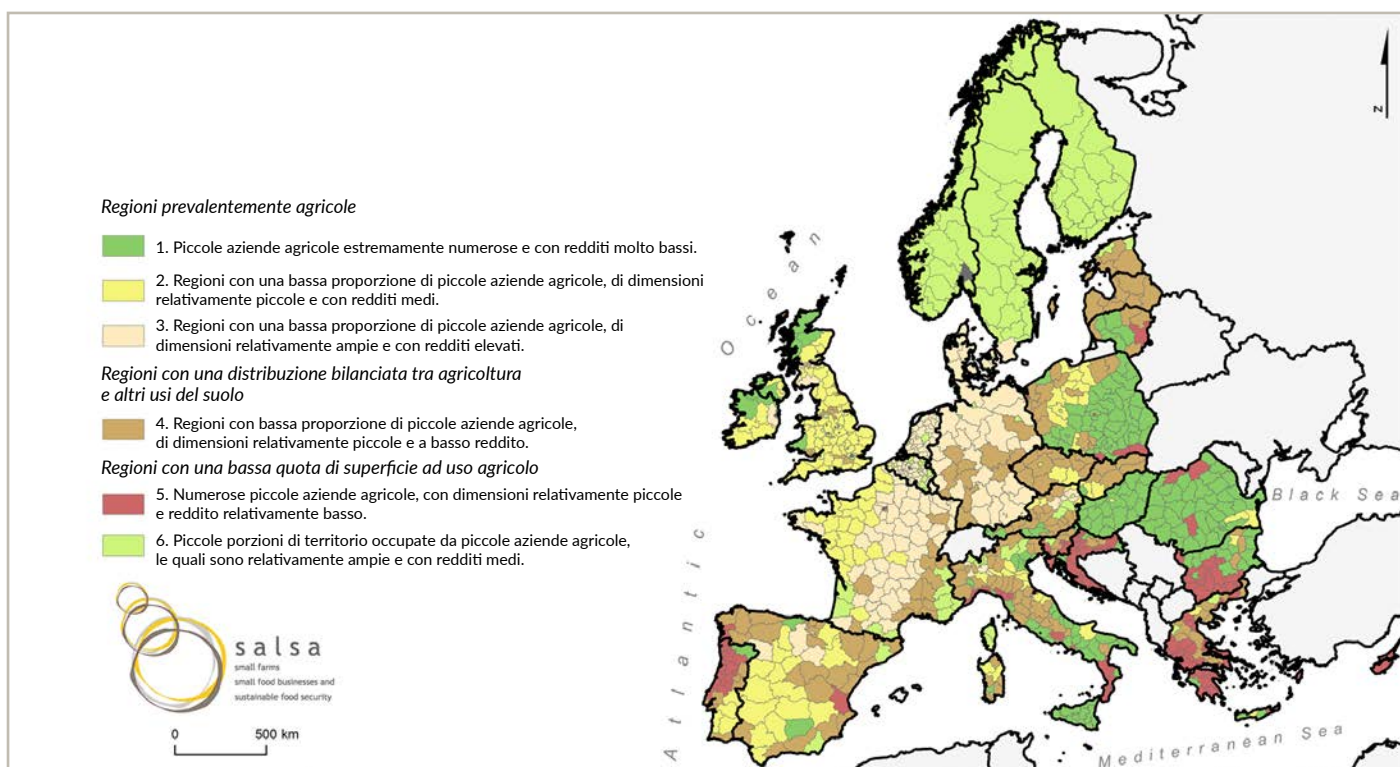 Regioni prevalentemente agricole
1. Piccole aziende agricole estremamente numerose e con redditi molto bassi.
2. Regioni con una bassa proporzione di piccole aziende agricole, di dimensioni
relativamente piccole e con redditi medi.
3. Regioni con una bassa proporzione di piccole aziende agricole, di
dimensioni relativamente ampie e con redditi elevati.
Regioni con una distribuzione bilanciata tra agricoltura
e altri usi del suolo
4. Regioni con bassa proporzione di piccole aziende agricole,
di dimensioni relativamente piccole e a basso reddito.
Regioni con una bassa quota di superficie ad uso agricolo
5. Numerose piccole aziende agricole, con dimensioni relativamente piccole
e reddito relativamente basso.
6. Piccole porzioni di territorio occupate da piccole aziende agricole,
le quali sono relativamente ampie e con redditi medi.
salsa
small farms
small food businesses and
sustainable food security
0 500 km
Atlantic Ocean
Black Sea
Mediterranean Sea
N